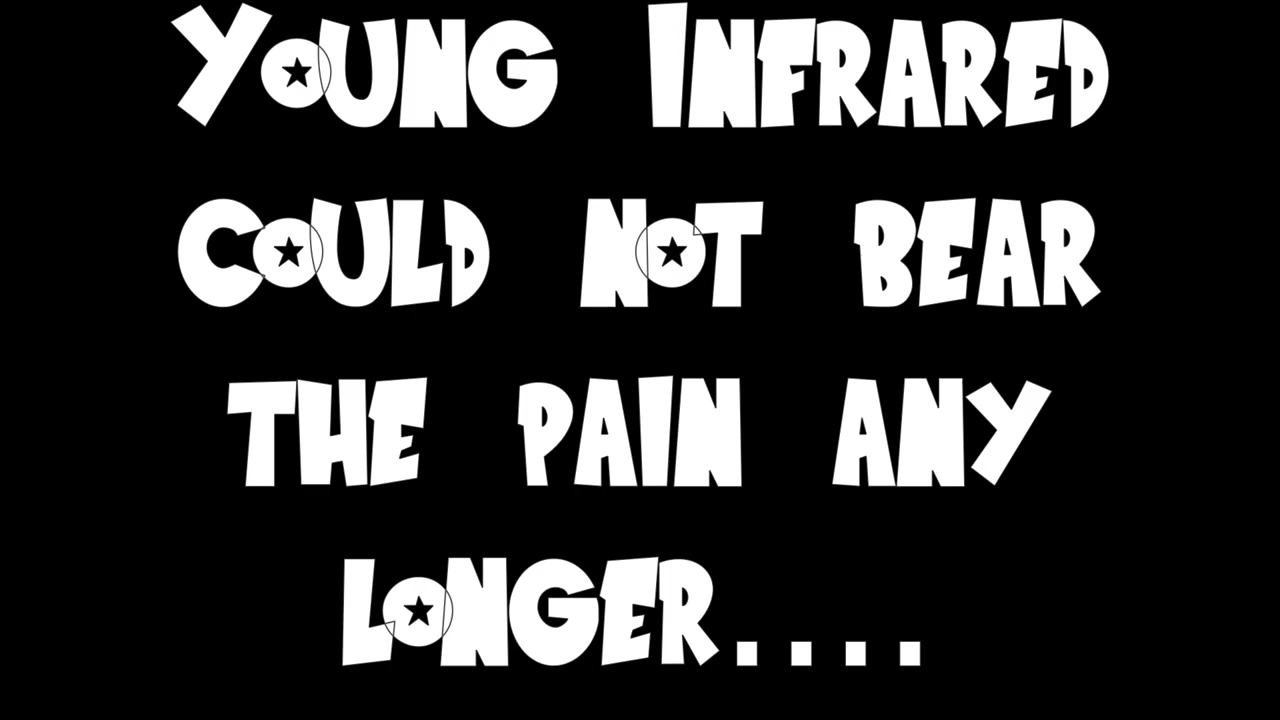 Young Infrared
could not bear
the pain any
longer....